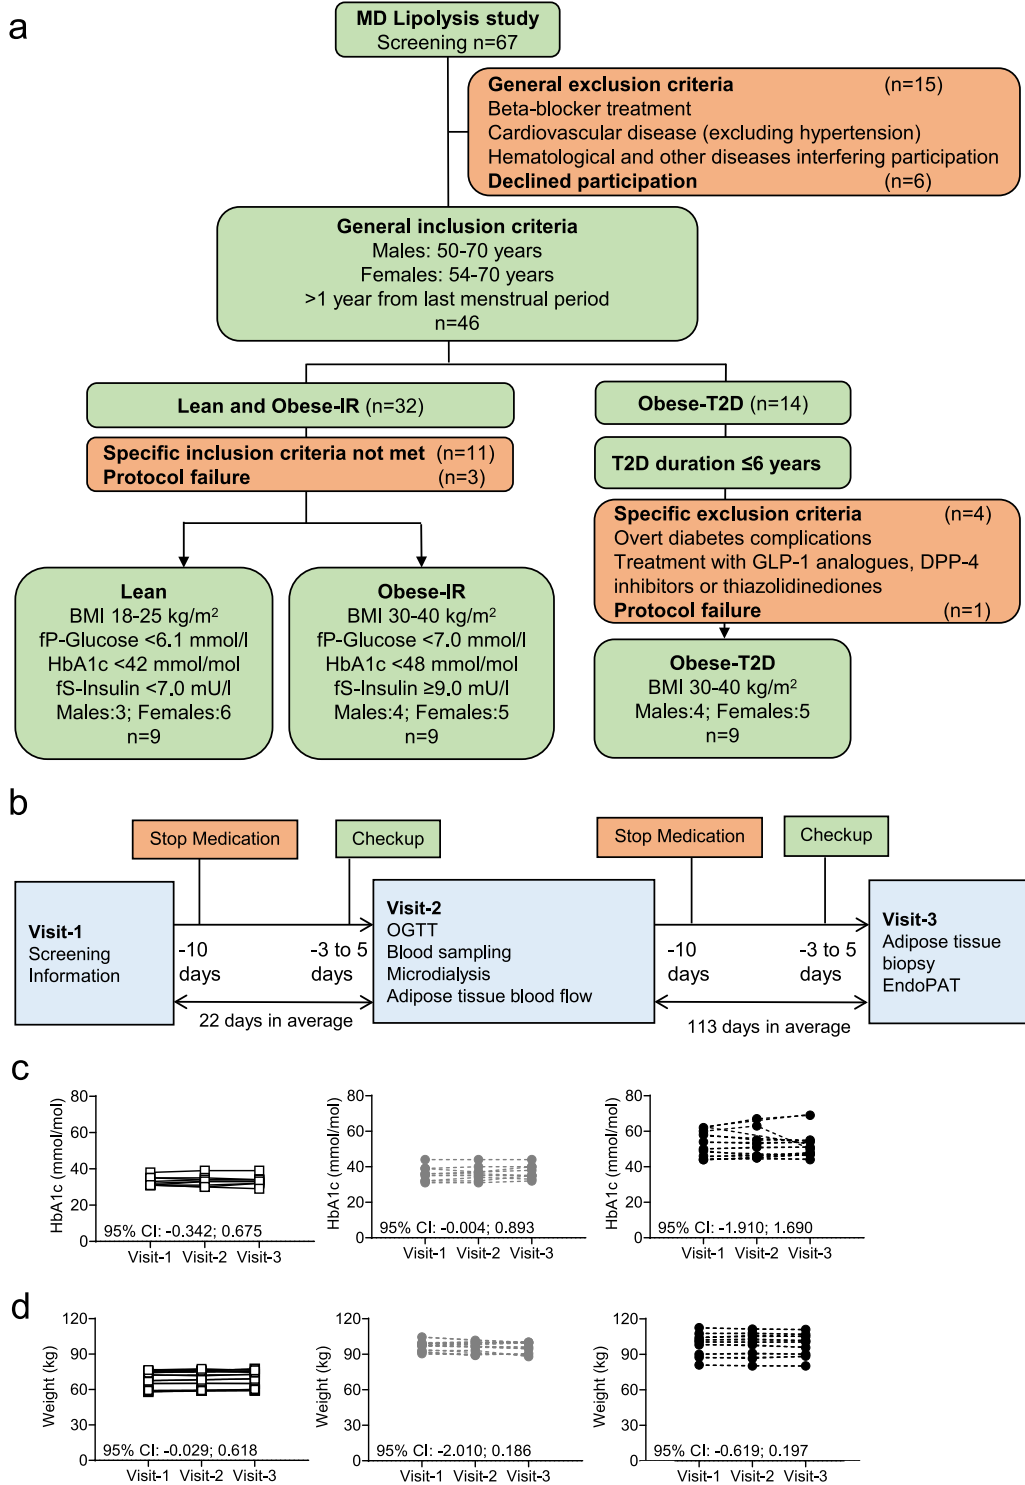 a
MD Lipolysis study
Screening n=67
General exclusion criteria (n=15)
Beta-blocker treatment
Cardiovascular disease (excluding hypertension)
Hematological and other diseases interfering participation
Declined participation (n=6)
General inclusion criteria
Males: 50-70 years
Females: 54-70 years
>1 year from last menstrual period
n=46
Lean and Obese-IR (n=32)
Specific inclusion criteria not met (n=11)
Protocol failure (n=3)
Obese-T2D (n=14)
T2D duration ≤6 years
Specific exclusion criteria (n=4)
Overt diabetes complications
Treatment with GLP-1 analogues, DPP-4
inhibitors or thiazolidinediones
Protocol failure (n=1)
Lean
BMI 18-25 kg/m²
fP-Glucose <6.1 mmol/l
HbA1c <42 mmol/mol
fS-Insulin <7.0 mU/l
Males:3; Females:6
n=9
Obese-IR
BMI 30-40 kg/m²
fP-Glucose <7.0 mmol/l
HbA1c <48 mmol/mol
fS-Insulin ≥9.0 mU/l
Males:4; Females:5
n=9
Obese-T2D
BMI 30-40 kg/m²
Males:4; Females:5
n=9
b
Stop Medication
Checkup
Stop Medication
Checkup
Visit-1
Screening
Information
-10
days
-3 to 5
days
22 days in average
Visit-2
OGTT
Blood sampling
Microdialysis
Adipose tissue blood flow
-10
days
-3 to 5
days
113 days in average
Visit-3
Adipose tissue
biopsy
EndoPAT
c
HbA1c (mmol/mol)
80
60
40
20
0
95% CI: -0.342; 0.675
Visit-1 Visit-2 Visit-3
HbA1c (mmol/mol)
80
60
40
20
0
95% CI: -0.004; 0.893
Visit-1 Visit-2 Visit-3
HbA1c (mmol/mol)
80
60
40
20
0
95% CI: -1.910; 1.690
Visit-1 Visit-2 Visit-3
d
Weight (kg)
120
90
60
30
0
95% CI: -0.029; 0.618
Visit-1 Visit-2 Visit-3
Weight (kg)
120
90
60
30
0
95% CI: -2.010; 0.186
Visit-1 Visit-2 Visit-3
Weight (kg)
120
90
60
30
0
95% CI: -0.619; 0.197
Visit-1 Visit-2 Visit-3